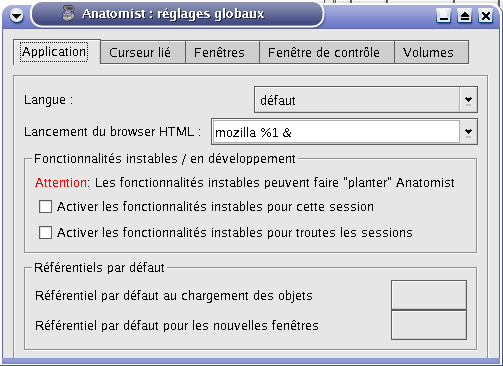 Anatomist : réglages globaux
Application Curseur lié Fenêtres Fenêtre de contrôle Volumes
Langue : défaut
Lancement du browser HTML : mozilla %1 &
Fonctionnalités instables / en développement
Attention: Les fonctionnalités instables peuvent faire "planter" Anatomist
Activer les fonctionnalités instables pour cette session
Activer les fonctionnalités instables pour troutes les sessions
Référentiels par défaut
Référentiel par défaut au chargement des objets
Référentiel par défaut pour les nouvelles fenêtres